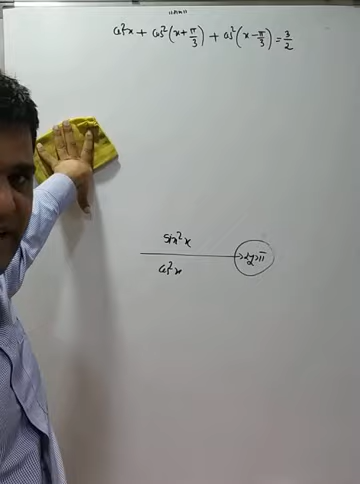 cos²x + cos²(x+π/3) + cos²(x-π/3) = 3/2
sin²x
cos²x